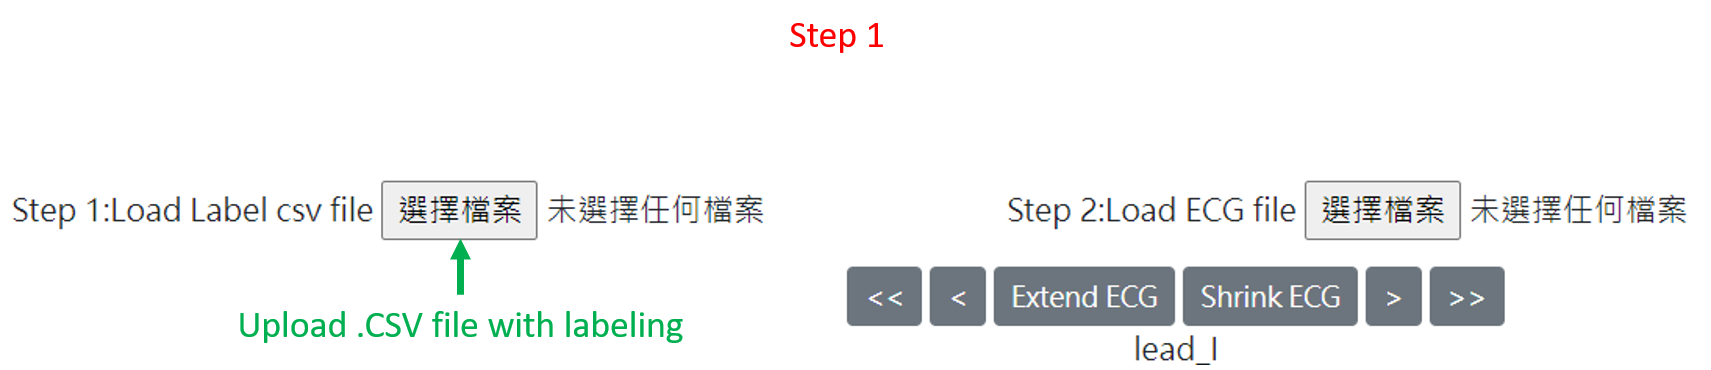 Step 1
Step 1:Load Label csv file 選擇檔案 未選擇任何檔案
Step 2:Load ECG file 選擇檔案 未選擇任何檔案
Upload .CSV file with labeling
<< < Extend ECG Shrink ECG > >>
lead_I